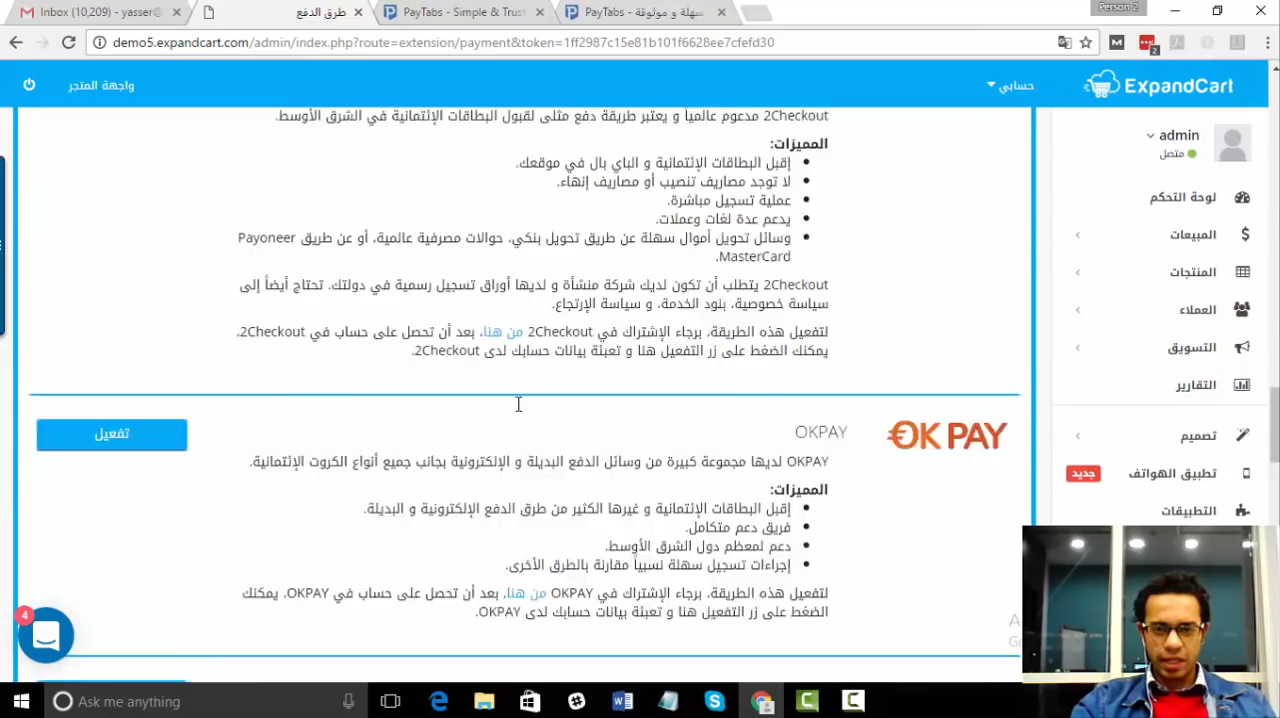 Inbox (10,209) - yasser@
طرق الدفع
PayTabs - Simple & Trust
PayTabs - سهلة و موثوقة
Person 2
demo5.expandcart.com/admin/index.php?route=extension/payment&token=1ff2987c15e81b101f6628ee7cfefd30
2
ExpandCart
حسابي
واجهة المتجر
admin
متصل
لوحة التحكم
المبيعات
المنتجات
العملاء
التسويق
التقارير
تصميم
تطبيق الهواتف
جديد
التطبيقات
2Checkout مدعوم عالمياً و يعتبر طريقة دفع مثلى لقبول البطاقات الإئتمانية في الشرق الأوسط.
المميزات:
إقبل البطاقات الإئتمانية و الباي بال في موقعك.
لا توجد مصاريف تنصيب أو مصاريف إنهاء.
عملية تسجيل مباشرة.
يدعم عدة لغات وعملات.
وسائل تحويل أموال سهلة عن طريق تحويل بنكي، حوالات مصرفية عالمية، أو عن طريق Payoneer
MasterCard.
2Checkout يتطلب أن تكون لديك شركة منشأة و لديها أوراق تسجيل رسمية في دولتك. تحتاج أيضاً إلى
سياسة خصوصية، بنود الخدمة، و سياسة الإرتجاع.
لتفعيل هذه الطريقة، برجاء الإشتراك في 2Checkout من هنا، بعد أن تحصل على حساب في 2Checkout،
يمكنك الضغط على زر التفعيل هنا و تعبئة بيانات حسابك لدى 2Checkout.
OK PAY
OKPAY
تفعيل
OKPAY لديها مجموعة كبيرة من وسائل الدفع البديلة و الإلكترونية بجانب جميع أنواع الكروت الإئتمانية.
المميزات:
إقبل البطاقات الإئتمانية و غيرها الكثير من طرق الدفع الإلكترونية و البديلة.
فريق دعم متكامل.
دعم لمعظم دول الشرق الأوسط.
إجراءات تسجيل سهلة نسبياً مقارنة بالطرق الأخرى.
لتفعيل هذه الطريقة، برجاء الإشتراك في OKPAY من هنا، بعد أن تحصل على حساب في OKPAY، يمكنك
الضغط على زر التفعيل هنا و تعبئة بيانات حسابك لدى OKPAY.
4
Ask me anything